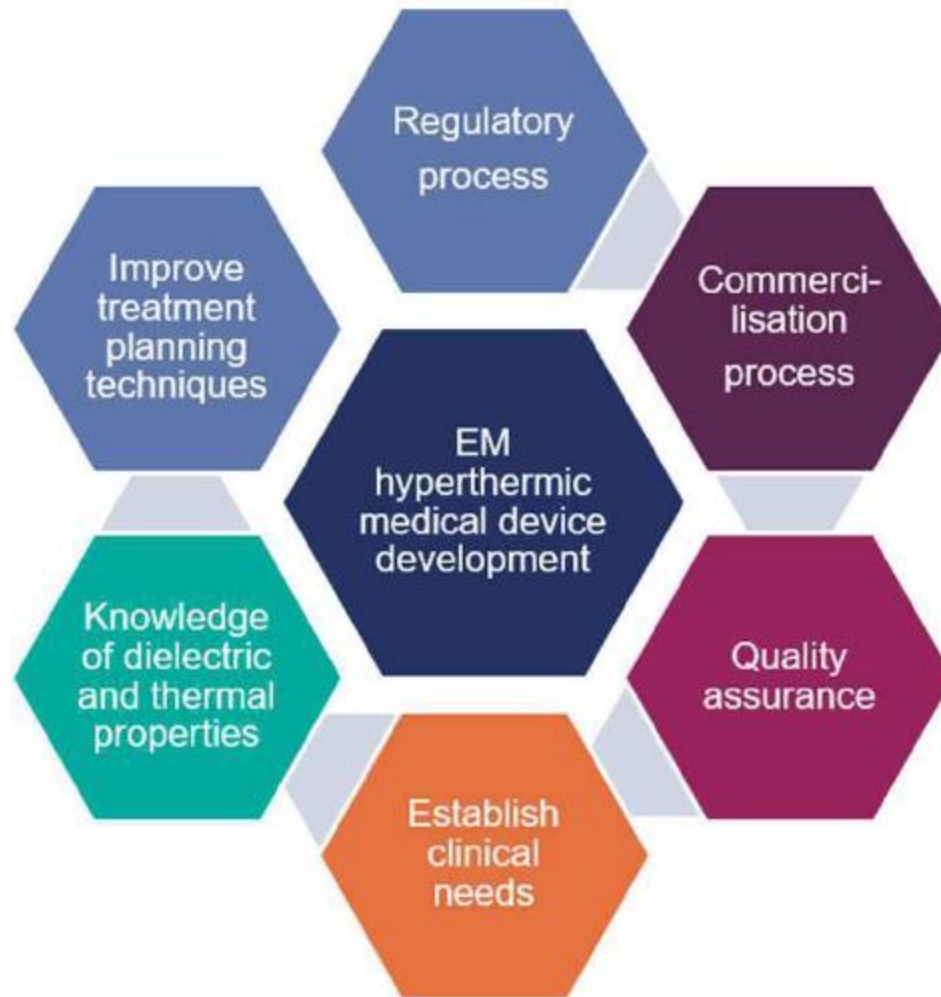 Regulatory
process
Improve
treatment
planning
techniques
Commerci-
lisation
process
EM
hyperthermic
medical device
development
Knowledge
of dielectric
and thermal
properties
Quality
assurance
Establish
clinical
needs